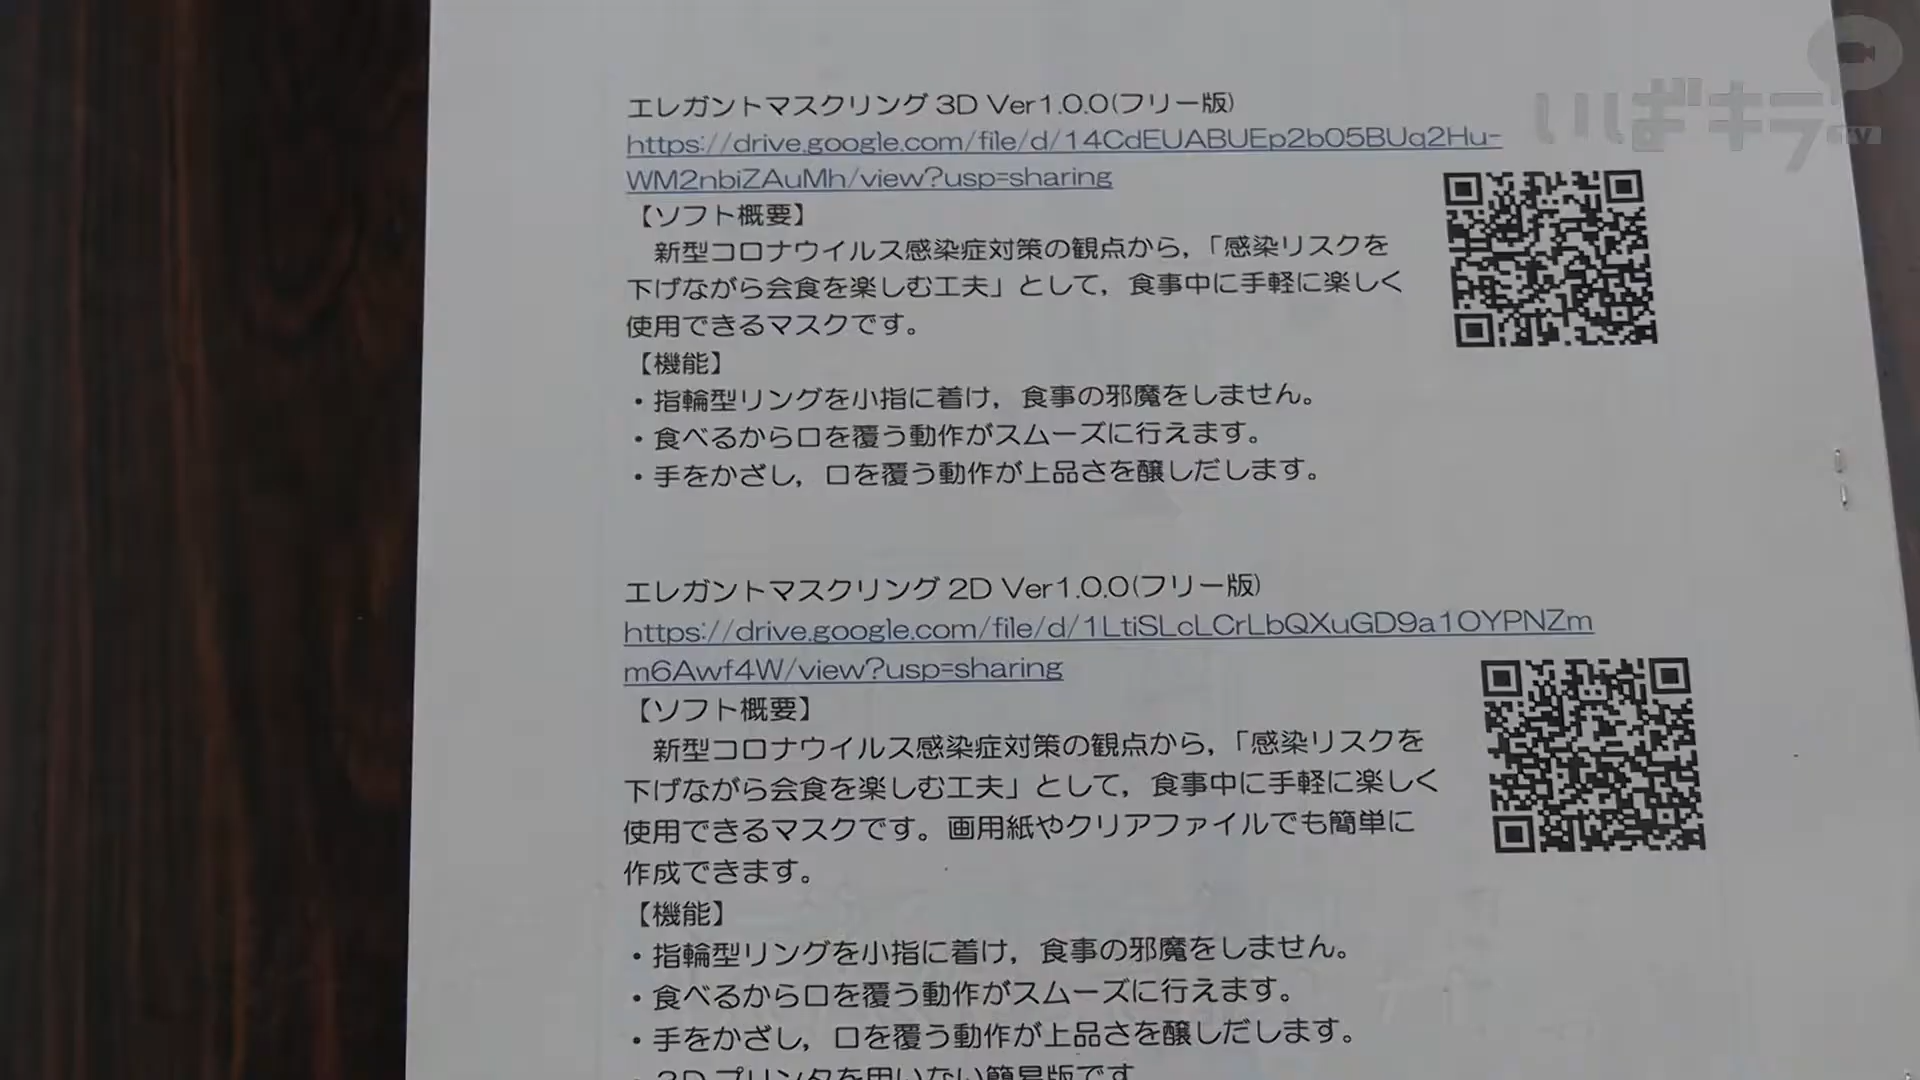 いばキラTV
エレガントマスクリング 3D Ver1.0.0(フリー版)
https://drive.google.com/file/d/14CdEUABUEp2b05BUq2Hu-
WM2nbiZAuMh/view?usp=sharing
【ソフト概要】
新型コロナウイルス感染症対策の観点から,「感染リスクを
下げながら会食を楽しむ工夫」として,食事中に手軽に楽しく
使用できるマスクです。
【機能】
・指輪型リングを小指に着け,食事の邪魔をしません。
・食べるから口を覆う動作がスムーズに行えます。
・手をかざし,口を覆う動作が上品さを醸しだします。
エレガントマスクリング 2D Ver1.0.0(フリー版)
https://drive.google.com/file/d/1LtiSLcLCrLbQXuGD9a1OYPNZm
m6Awf4W/view?usp=sharing
【ソフト概要】
新型コロナウイルス感染症対策の観点から,「感染リスクを
下げながら会食を楽しむ工夫」として,食事中に手軽に楽しく
使用できるマスクです。画用紙やクリアファイルでも簡単に
作成できます。
【機能】
・指輪型リングを小指に着け,食事の邪魔をしません。
・食べるから口を覆う動作がスムーズに行えます。
・手をかざし,口を覆う動作が上品さを醸しだします。
・3D プリンタを用いない簡易版です